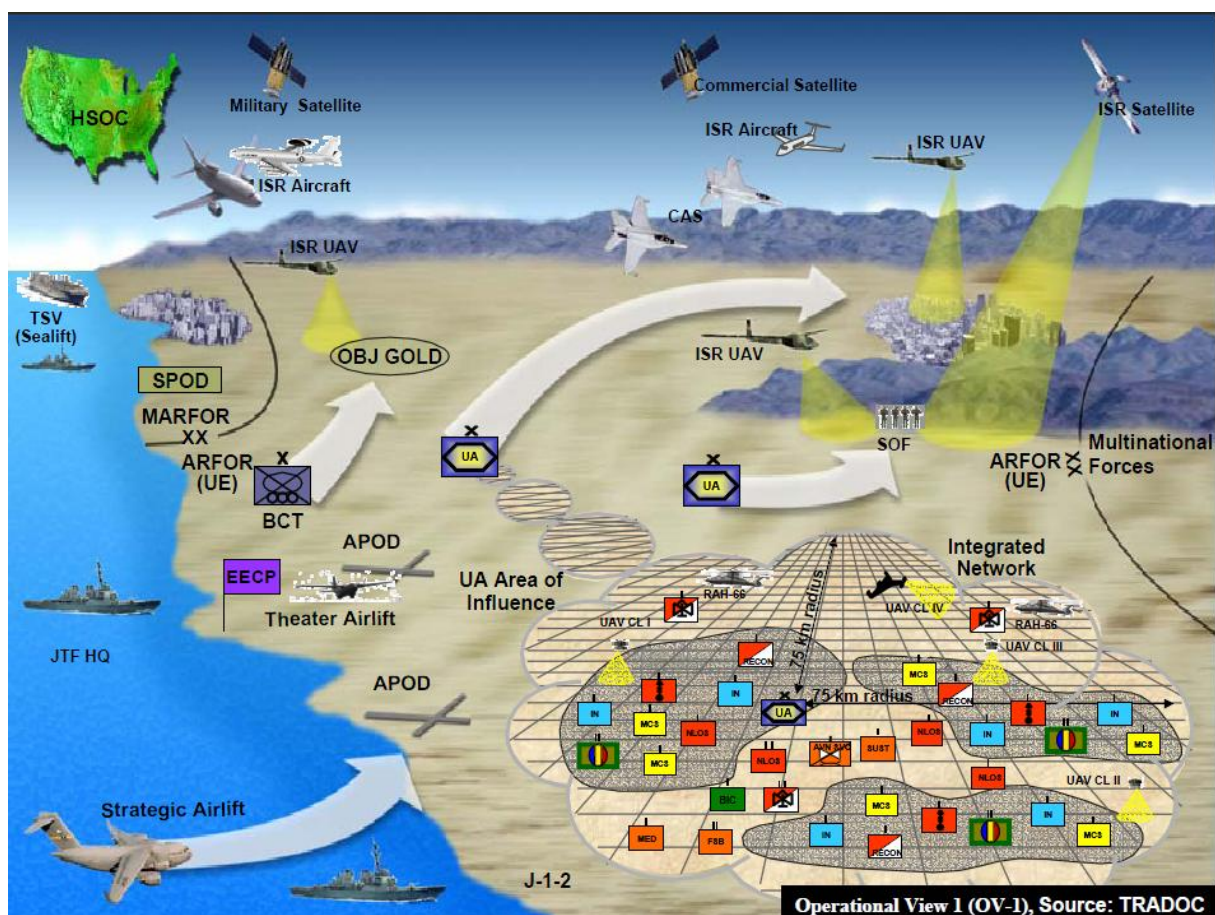 HSOC
Military Satellite
Commercial Satellite
ISR Satellite
ISR Aircraft
ISR UAV
ISR Aircraft
CAS
ISR UAV
TSV
(Sealift)
OBJ GOLD
ISR UAV
SPOD
MARFOR
XX
X
UA
SOF
ARFOR
(UE)
X
BCT
X
UA
ARFOR
(UE)
XX
Multinational
Forces
APOD
EECP
Theater Airlift
UA Area of
Influence
Integrated
Network
JTF HQ
RAH-66
UAV CL IV
RAH-66
UAV CL I
UAV CL III
75 km radius
RECON
MCS
RECON
75 km radius
APOD
IN
IN
X
UA
IN
IN
MCS
NLOS
NLOS
MCS
II
MCS
II
NLOS
AVN SVC
SUST
NLOS
UAV CL II
BIC
MCS
IN
II
MED
FSB
IN
RECON
MCS
Strategic Airlift
J-1-2
Operational View 1 (OV-1), Source: TRADOC